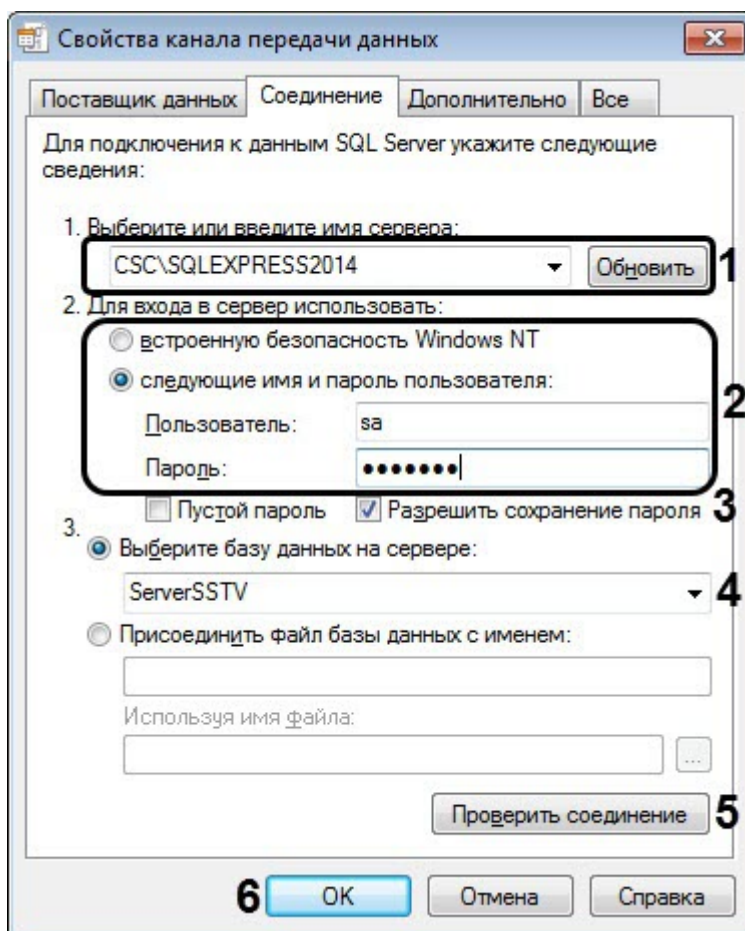 Свойства канала передачи данных
Поставщик данных Соединение Дополнительно Все
Для подключения к данным SQL Server укажите следующие
сведения:
1. Выберите или введите имя сервера:
CSC\SQLEXPRESS2014 Обновить 1
2. Для входа в сервер использовать:
встроенную безопасность Windows NT
следующие имя и пароль пользователя:
2
Пользователь: sa
Пароль: •••••••
Пустой пароль Разрешить сохранение пароля 3
3.
Выберите базу данных на сервере:
ServerSSTV 4
Присоединить файл базы данных с именем:
Используя имя файла:
...
Проверить соединение 5
6 OK Отмена Справка